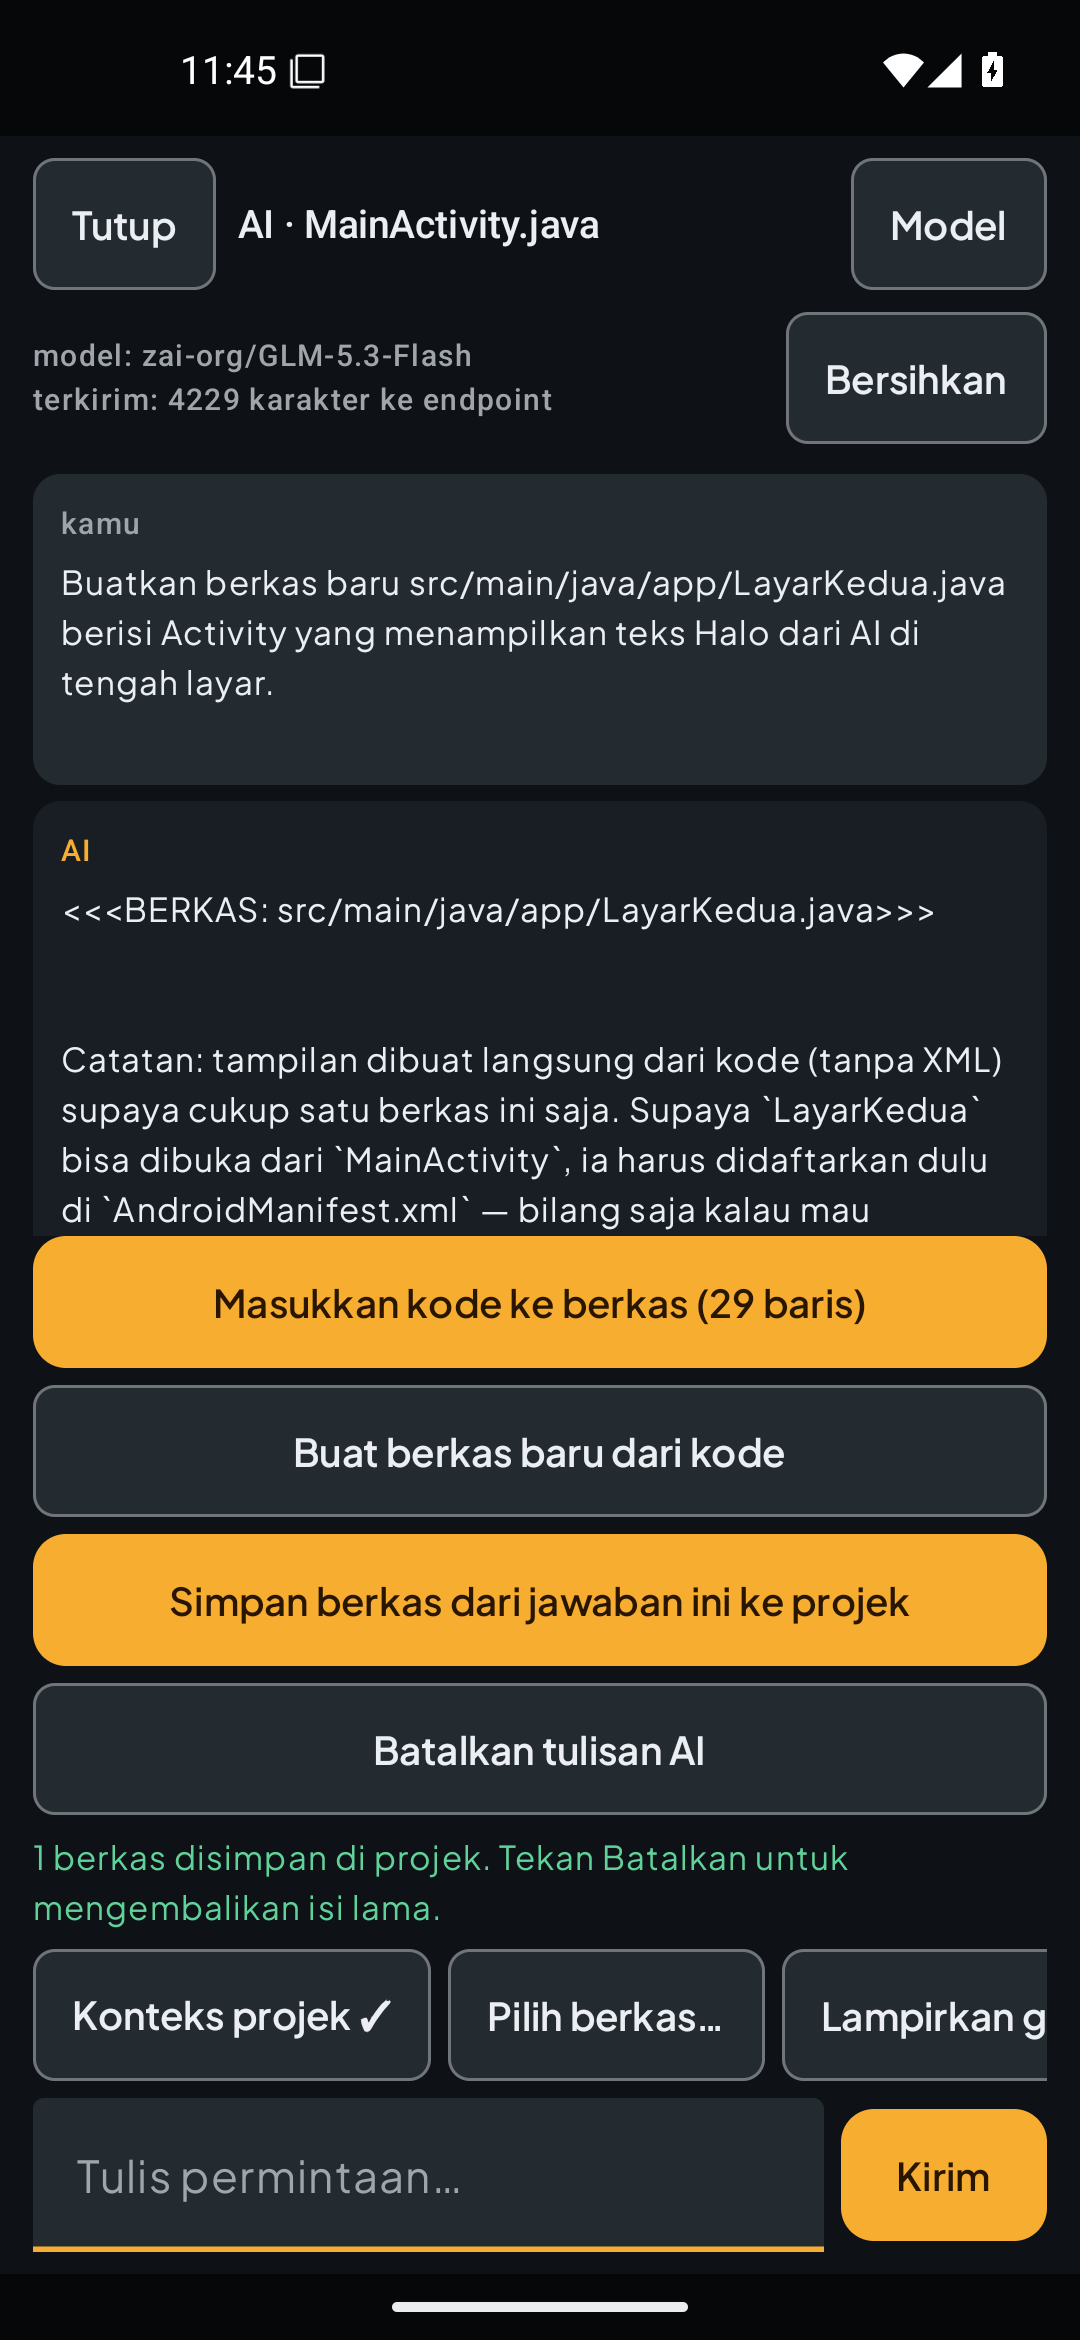 11:45
Tutup
AI · MainActivity.java
Model
model: zai-org/GLM-5.3-Flash
terkirim: 4229 karakter ke endpoint
Bersihkan
kamu
Buatkan berkas baru src/main/java/app/LayarKedua.java
berisi Activity yang menampilkan teks Halo dari AI di
tengah layar.
AI
<<<BERKAS: src/main/java/app/LayarKedua.java>>>
Catatan: tampilan dibuat langsung dari kode (tanpa XML)
supaya cukup satu berkas ini saja. Supaya `LayarKedua`
bisa dibuka dari `MainActivity`, ia harus didaftarkan dulu
di `AndroidManifest.xml` — bilang saja kalau mau
Masukkan kode ke berkas (29 baris)
Buat berkas baru dari kode
Simpan berkas dari jawaban ini ke projek
Batalkan tulisan AI
1 berkas disimpan di projek. Tekan Batalkan untuk
mengembalikan isi lama.
Konteks projek ✓
Pilih berkas…
Lampirkan g
Tulis permintaan…
Kirim